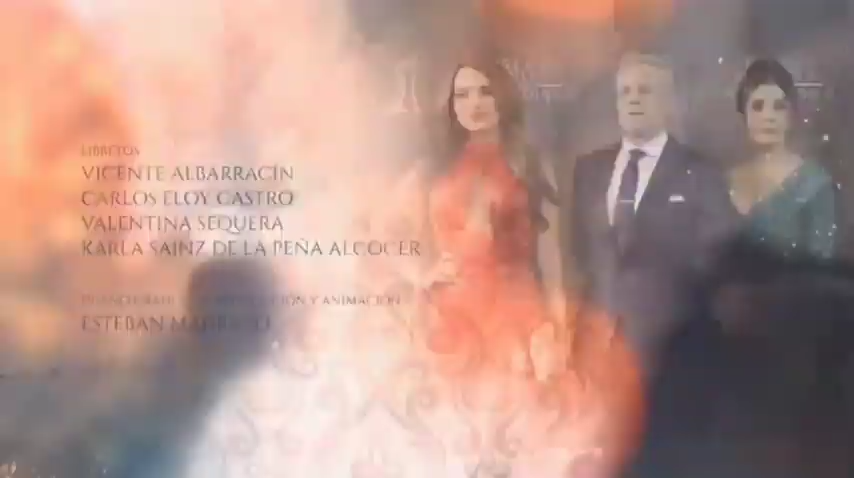 LIBRETOS
VICENTE ALBARRACÍN
CARLOS ELOY CASTRO
VALENTINA SEQUERA
KARLA SAINZ DE LA PEÑA ALCOCER
Y ANIMACIÓN
ESTEBAN